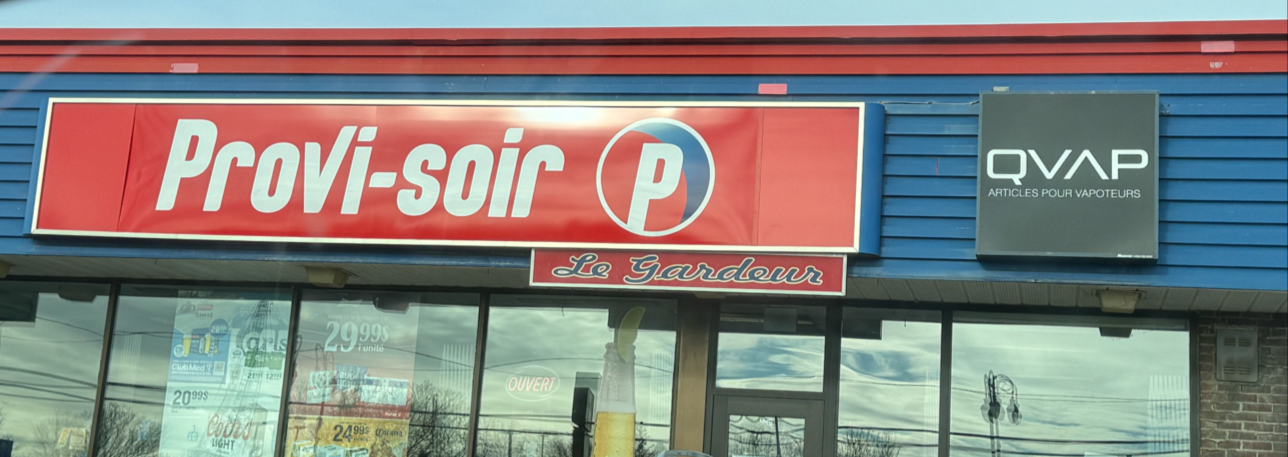 Provi-soir P
QVAP
ARTICLES POUR VAPOTEURS
Le Gardeur
29.99$
l'unité
Club Med
20.99$
Coors
LIGHT
24.99$
Corona
OUVERT